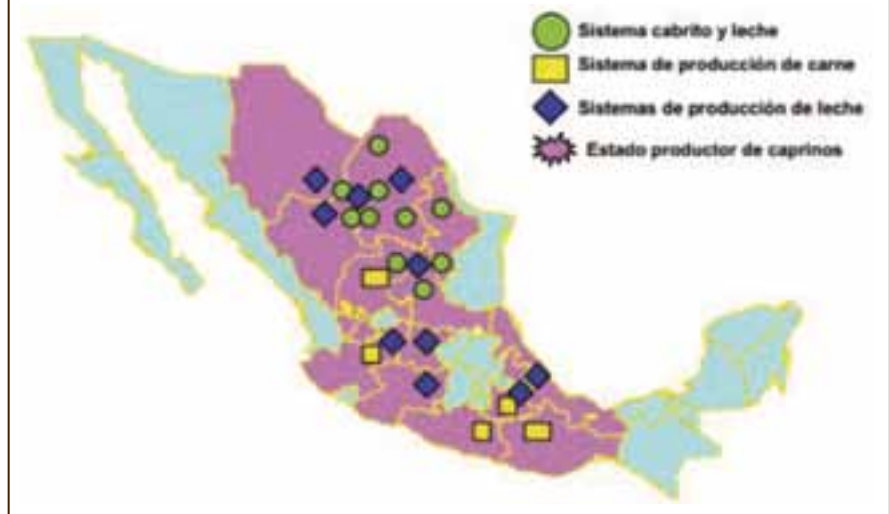 Sistema cabrito y leche
Sistema de producción de carne
Sistemas de producción de leche
Estado productor de caprinos